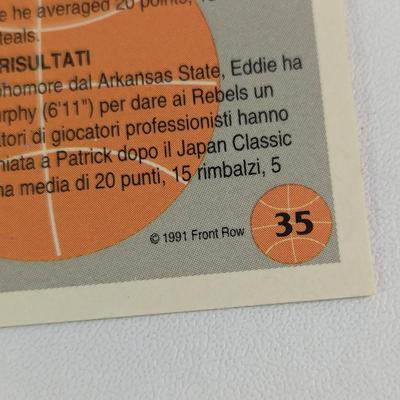 he averaged 20 points,
teals.
RISULTATI
phomore dal Arkansas State, Eddie ha
urphy (6'11") per dare ai Rebels un
atori di giocatori professionisti hanno
hiata a Patrick dopo il Japan Classic
na media di 20 punti, 15 rimbalzi, 5
© 1991 Front Row
35